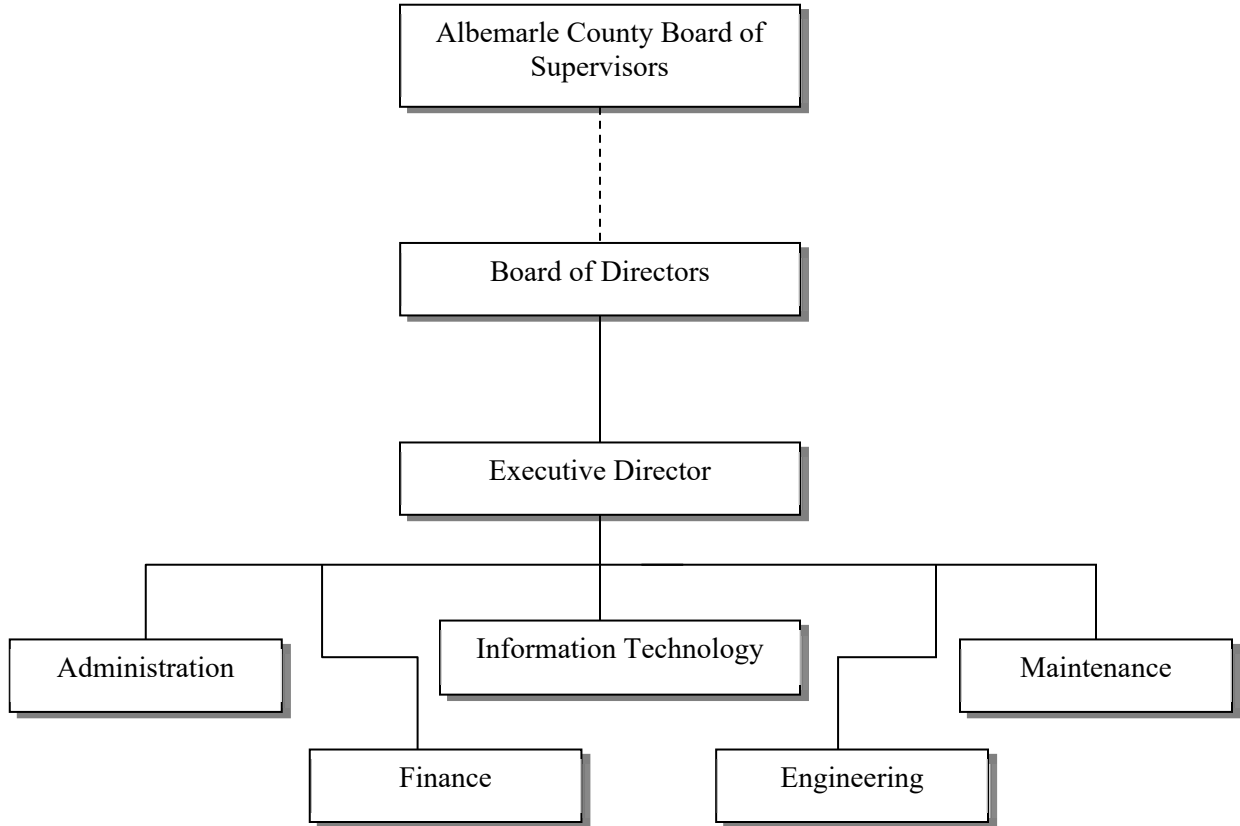 Albemarle County Board of
Supervisors
Board of Directors
Executive Director
Administration
Information Technology
Maintenance
Finance
Engineering